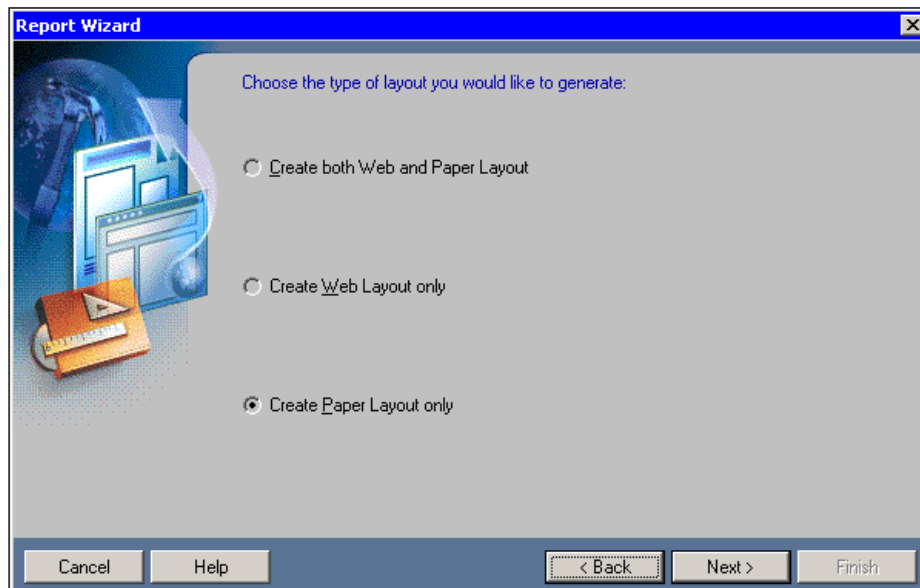 Report Wizard
Choose the type of layout you would like to generate:
Create both Web and Paper Layout
Create Web Layout only
Create Paper Layout only
Cancel Help < Back Next > Finish